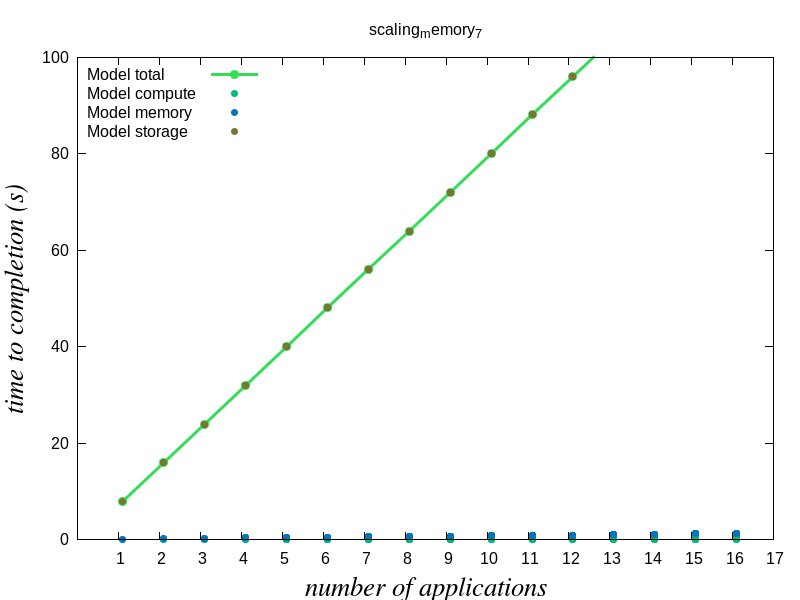 scaling_memory_7
100
80
60
40
20
0
Model total
Model compute
Model memory
Model storage
time to completion (s)
1 2 3 4 5 6 7 8 9 10 11 12 13 14 15 16 17
number of applications